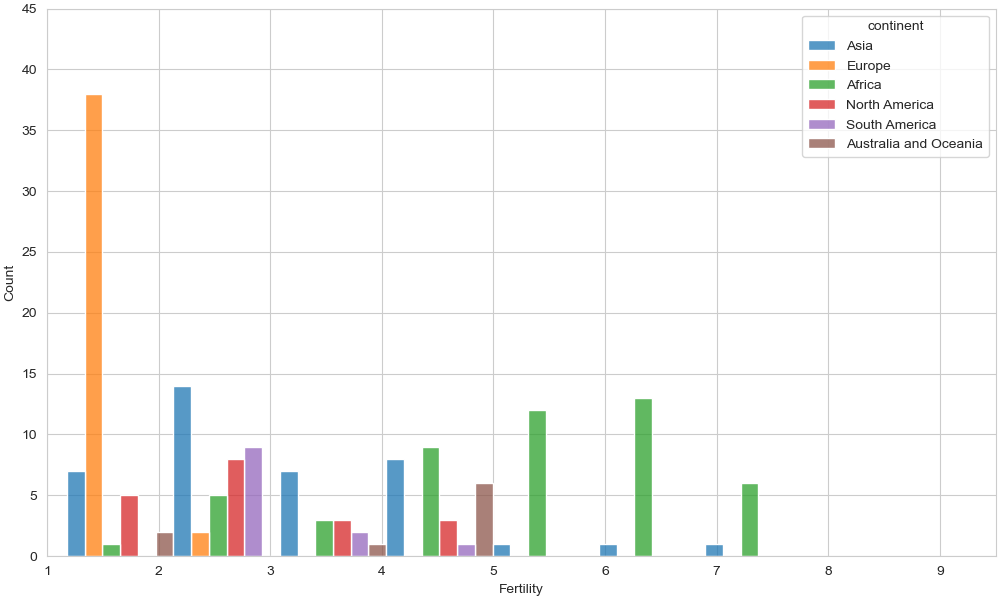 45
40
35
30
25
20
15
10
5
0
Count
1 2 3 4 5 6 7 8 9
Fertility
continent
Asia
Europe
Africa
North America
South America
Australia and Oceania